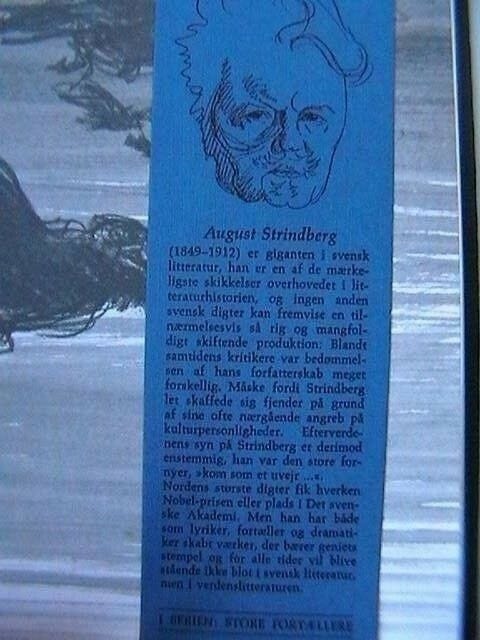 August Strindberg
(1849–1912) er giganten i svensk
litteratur, han er en af de mærke-
ligste skikkelser overhovedet i lit-
teraturhistorien, og ingen anden
svensk digter kan fremvise en til-
nærmelsesvis så rig og mangfol-
digt skiftende produktion: Blandt
samtidens kritikere var bedømmel-
sen af hans forfatterskab meget
forskellig. Måske fordi Strindberg
let skaffede sig fjender på grund
af sine ofte nærgående angreb på
kulturpersonligheder. Efterverde-
nens syn på Strindberg er derimod
enstemmig, han var den store for-
nyer, »kom som et uvejr ...«.
Nordens største digter fik hverken
Nobel-prisen eller plads i Det sven-
ske Akademi. Men han har både
som lyriker, fortæller og dramati-
ker skabt værker, der bærer geniets
stempel og for alle tider vil blive
stående ikke blot i svensk litteratur,
men i verdenslitteraturen.
I SERIEN: STORE FORTÆLLERE